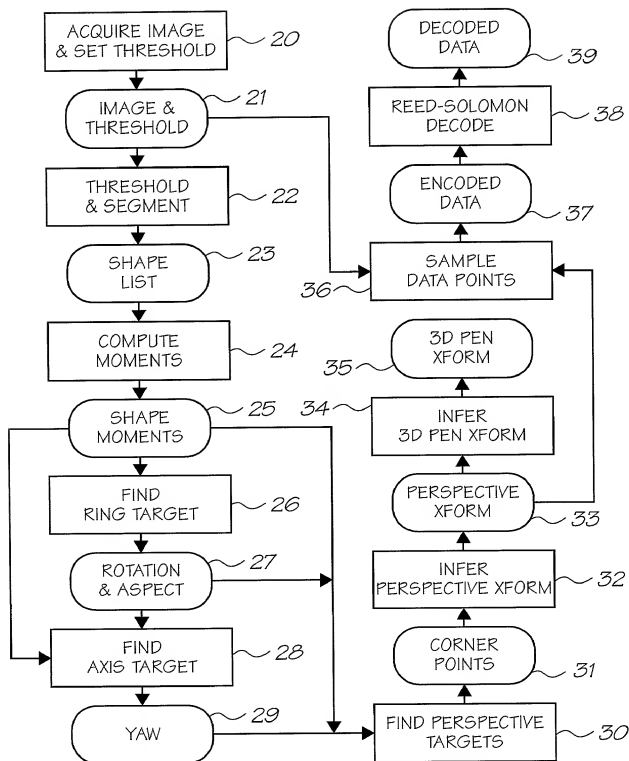 ACQUIRE IMAGE
& SET THRESHOLD
20
IMAGE &
THRESHOLD
21
THRESHOLD
& SEGMENT
22
SHAPE
LIST
23
COMPUTE
MOMENTS
24
SHAPE
MOMENTS
25
FIND
RING TARGET
26
ROTATION
& ASPECT
27
FIND
AXIS TARGET
28
YAW
29
FIND PERSPECTIVE
TARGETS
30
CORNER
POINTS
31
INFER
PERSPECTIVE XFORM
32
PERSPECTIVE
XFORM
33
INFER
3D PEN XFORM
34
3D PEN
XFORM
35
SAMPLE
DATA POINTS
36
ENCODED
DATA
37
REED-SOLOMON
DECODE
38
DECODED
DATA
39